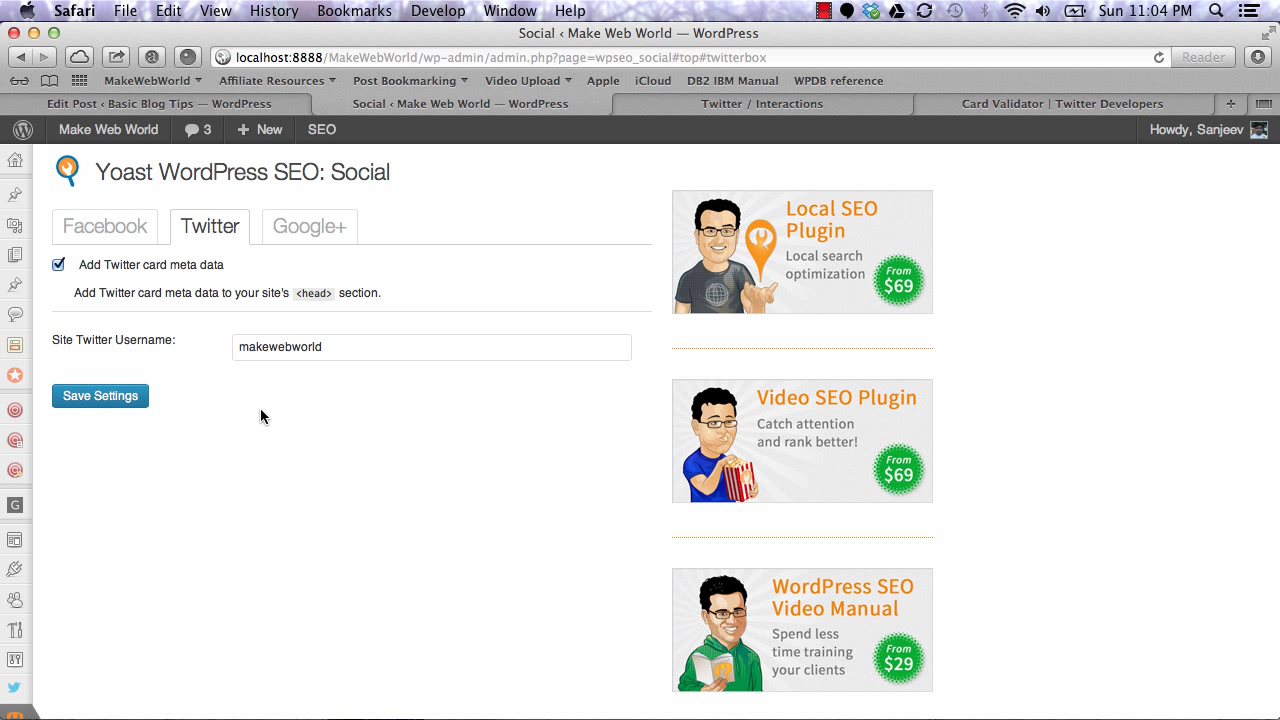 Safari File Edit View History Bookmarks Develop Window Help Sun 11:04 PM
Social ‹ Make Web World — WordPress
localhost:8888/MakeWebWorld/wp-admin/admin.php?page=wpseo_social#top#twitterbox Reader
MakeWebWorld Affiliate Resources Post Bookmarking Video Upload Apple iCloud DB2 IBM Manual WPDB reference
Edit Post ‹ Basic Blog Tips — WordPress Social ‹ Make Web World — WordPress Twitter / Interactions Card Validator | Twitter Developers
Make Web World 3 + New SEO Howdy, Sanjeev
Yoast WordPress SEO: Social
Facebook Twitter Google+
Add Twitter card meta data
Add Twitter card meta data to your site's <head> section.
Site Twitter Username: makewebworld
Save Settings
Local SEO
Plugin
Local search
optimization
From
$69
Video SEO Plugin
Catch attention
and rank better!
From
$69
WordPress SEO
Video Manual
Spend less
time training
your clients
From
$29